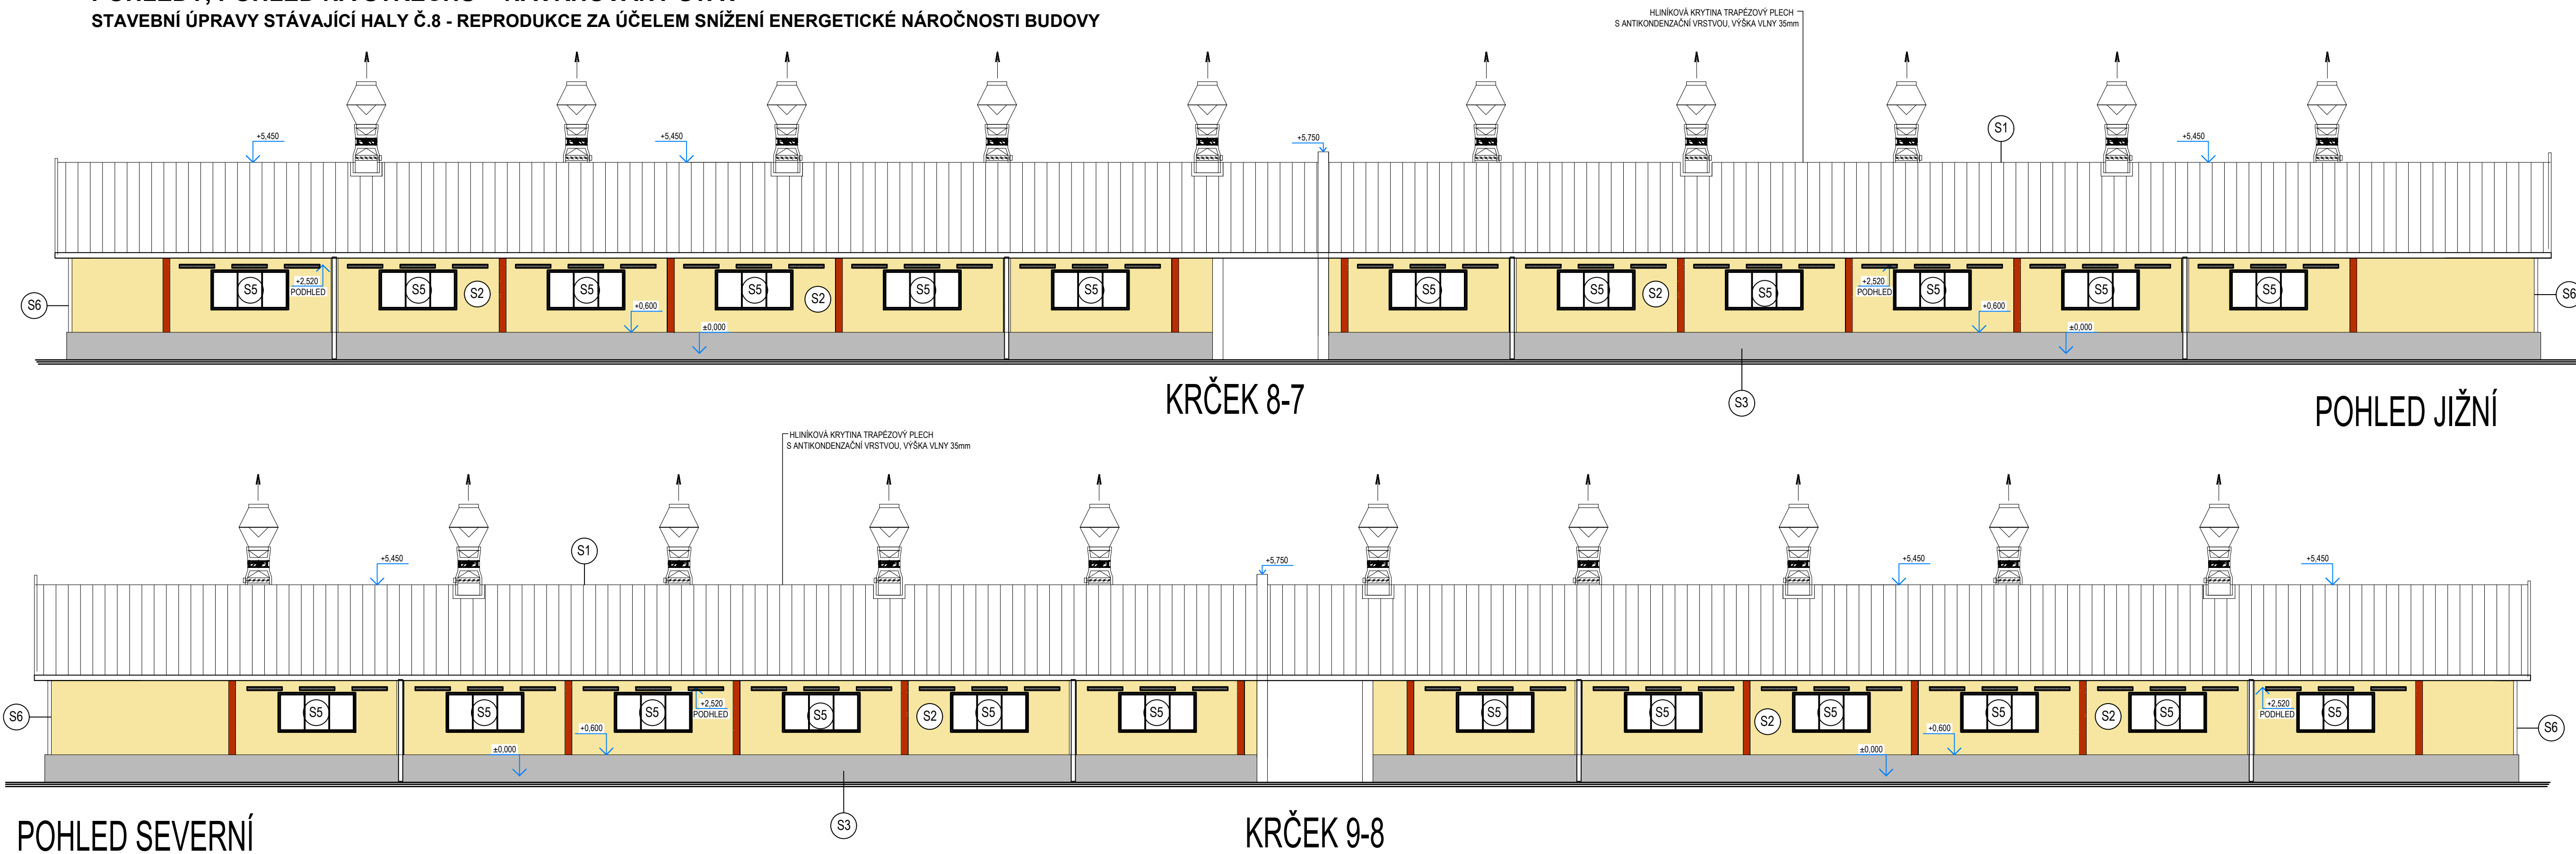 STAVEBNÍ ÚPRAVY STÁVAJÍCÍ HALY Č.8 - REPRODUKCE ZA ÚČELEM SNÍŽENÍ ENERGETICKÉ NÁROČNOSTI BUDOVY
HLINÍKOVÁ KRYTINA TRAPÉZOVÝ PLECH
S ANTIKONDENZAČNÍ VRSTVOU, VÝŠKA VLNY 35mm
+5,450
+5,450
+5,750
S1
+5,450
S6
S5
+2,520
PODHLED
S5
S2
S5
+0,600
S5
±0,000
S2
S5
S5
S5
S5
S2
S5
+2,520
PODHLED
S5
+0,600
S5
±0,000
S5
S6
S3
KRČEK 8-7
POHLED JIŽNÍ
HLINÍKOVÁ KRYTINA TRAPÉZOVÝ PLECH
S ANTIKONDENZAČNÍ VRSTVOU, VÝŠKA VLNY 35mm
+5,450
S1
+5,750
+5,450
+5,450
S6
S5
S5
±0,000
+0,600
S5
+2,520
PODHLED
S5
S2
S5
S5
S5
S5
S2
S5
±0,000
+0,600
S5
S2
S5
+2,520
PODHLED
S5
S6
S3
POHLED SEVERNÍ
KRČEK 9-8